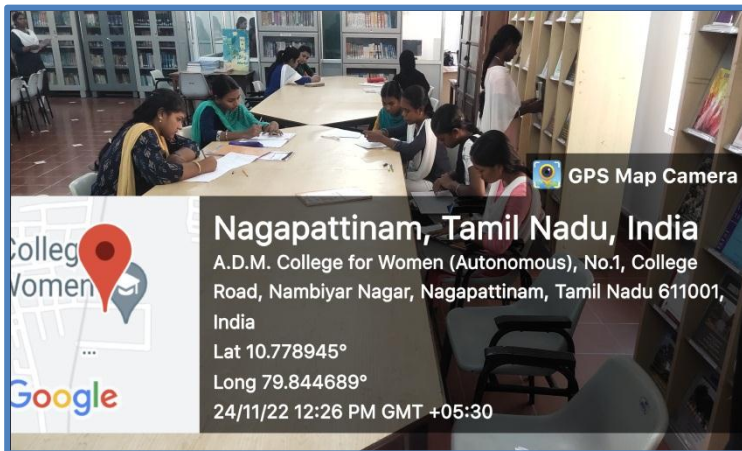 GPS Map Camera
Nagapattinam, Tamil Nadu, India
A.D.M. College for Women (Autonomous), No.1, College
Road, Nambiyar Nagar, Nagapattinam, Tamil Nadu 611001,
India
Lat 10.778945°
Long 79.844689°
24/11/22 12:26 PM GMT +05:30
Colleg
Women
Google